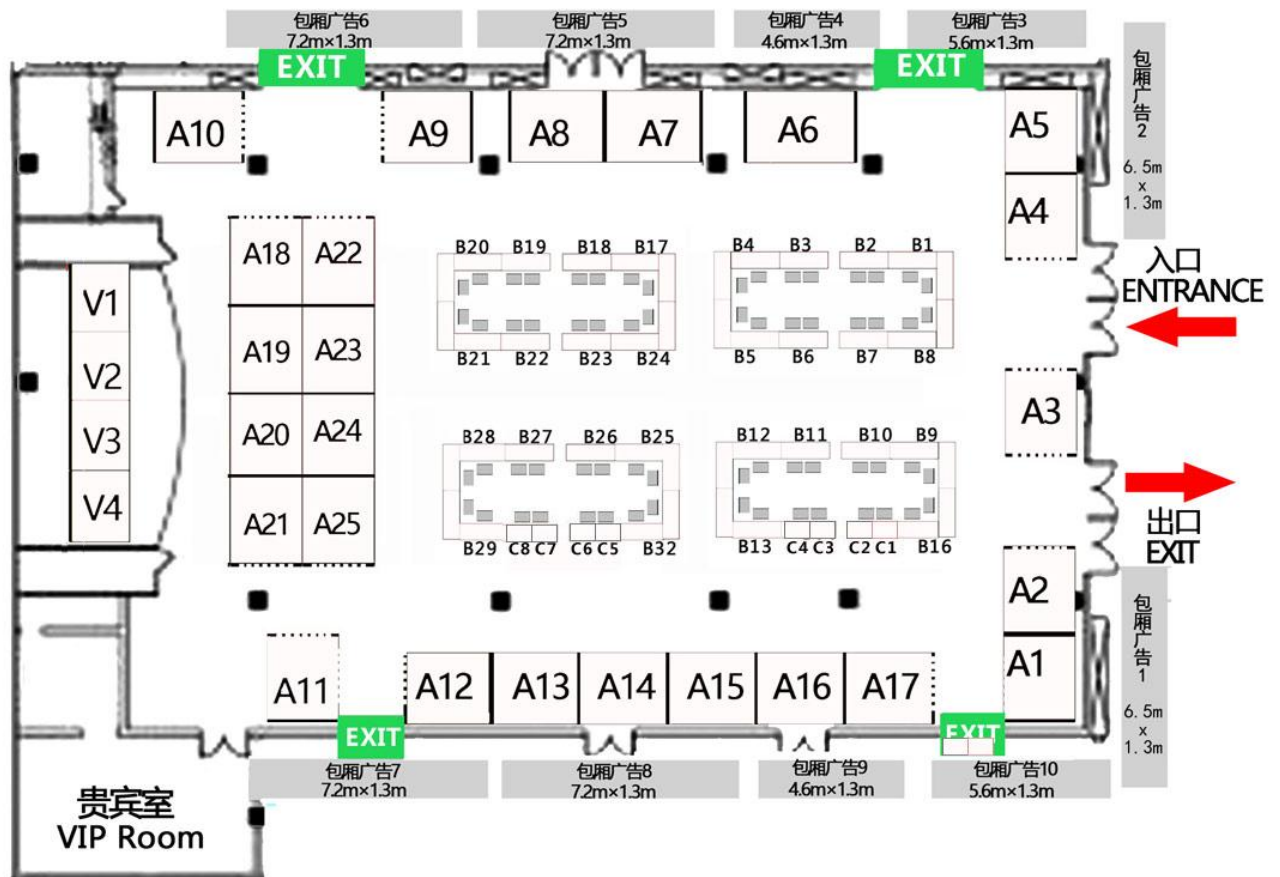 包厢广告6
7.2m×1.3m
包厢广告5
7.2m×1.3m
包厢广告4
4.6m×1.3m
包厢广告3
5.6m×1.3m
包厢广告2
6.5m
x
1.3m
EXIT
EXIT
A10
A9
A8
A7
A6
A5
A4
入口
ENTRANCE
A18
A22
A19
A23
A20
A24
A21
A25
V1
V2
V3
V4
B20
B19
B18
B17
B21
B22
B23
B24
B4
B3
B2
B1
B5
B6
B7
B8
A3
B28
B27
B26
B25
B29
C8
C7
C6
C5
B32
B12
B11
B10
B9
B13
C4
C3
C2
C1
B16
出口
EXIT
A2
A1
包厢广告1
6.5m
x
1.3m
A11
A12
A13
A14
A15
A16
A17
EXIT
EXIT
包厢广告7
7.2m×1.3m
包厢广告8
7.2m×1.3m
包厢广告9
4.6m×1.3m
包厢广告10
5.6m×1.3m
贵宾室
VIP Room